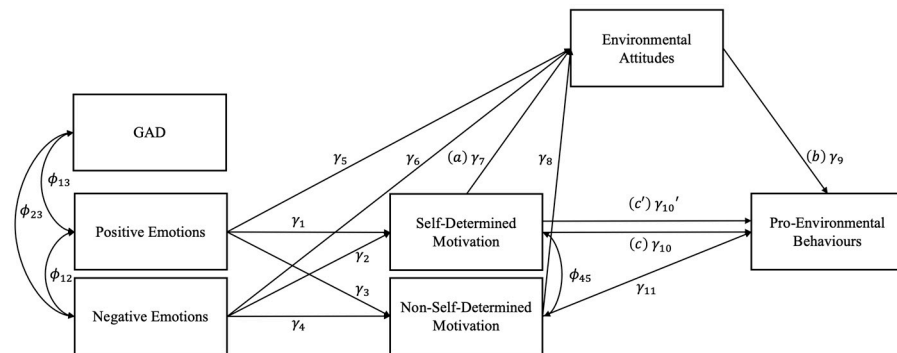 Environmental
Attitudes
GAD
γ5
γ6
(a) γ7
γ8
(b) γ9
ϕ13
ϕ23
Positive Emotions
γ1
Self-Determined
Motivation
(c′) γ10′
(c) γ10
Pro-Environmental
Behaviours
γ2
ϕ12
γ3
ϕ45
γ11
Negative Emotions
γ4
Non-Self-Determined
Motivation